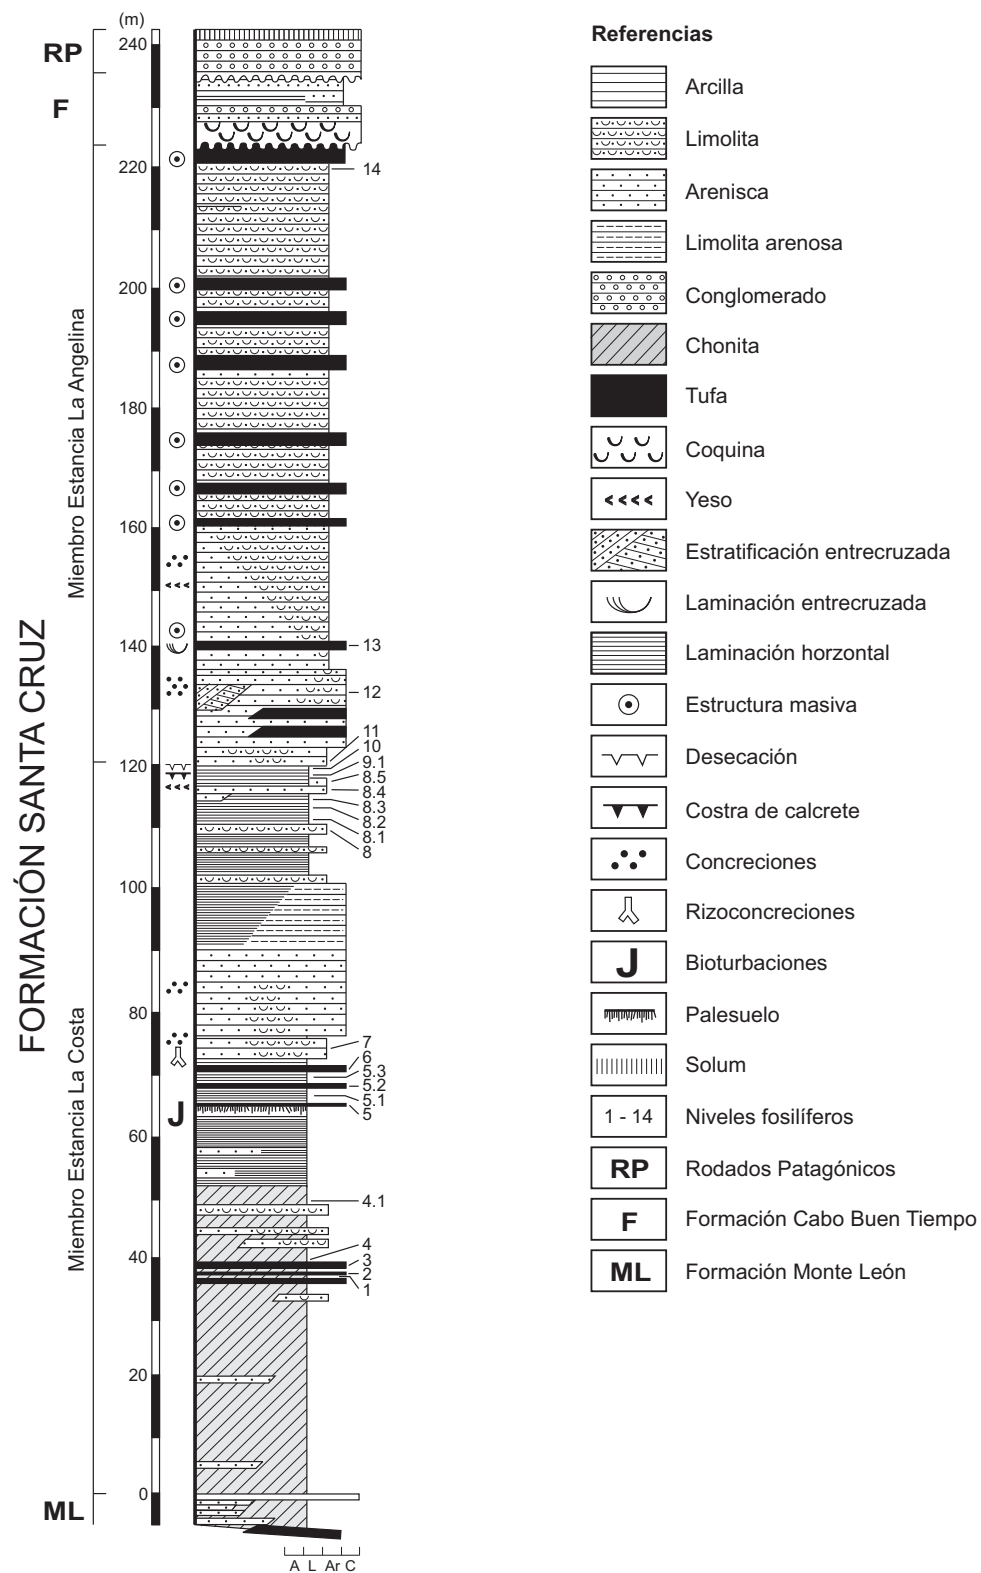 (m)
240
220
200
180
160
140
120
100
80
60
40
20
0
RP
F
ML
FORMACIÓN SANTA CRUZ
Miembro Estancia La Angelina
Miembro Estancia La Costa
J
14
13
12
11
10
9.1
8.5
8.4
8.3
8.2
8.1
8
7
6
5.3
5.2
5.1
5
4.1
4
3
2
1
A L Ar C
Referencias
Arcilla
Limolita
Arenisca
Limolita arenosa
Conglomerado
Chonita
Tufa
Coquina
Yeso
Estratificación entrecruzada
Laminación entrecruzada
Laminación horzontal
Estructura masiva
Desecación
Costra de calcrete
Concreciones
Rizoconcreciones
J Bioturbaciones
Palesuelo
Solum
1 - 14 Niveles fosilíferos
RP Rodados Patagónicos
F Formación Cabo Buen Tiempo
ML Formación Monte León